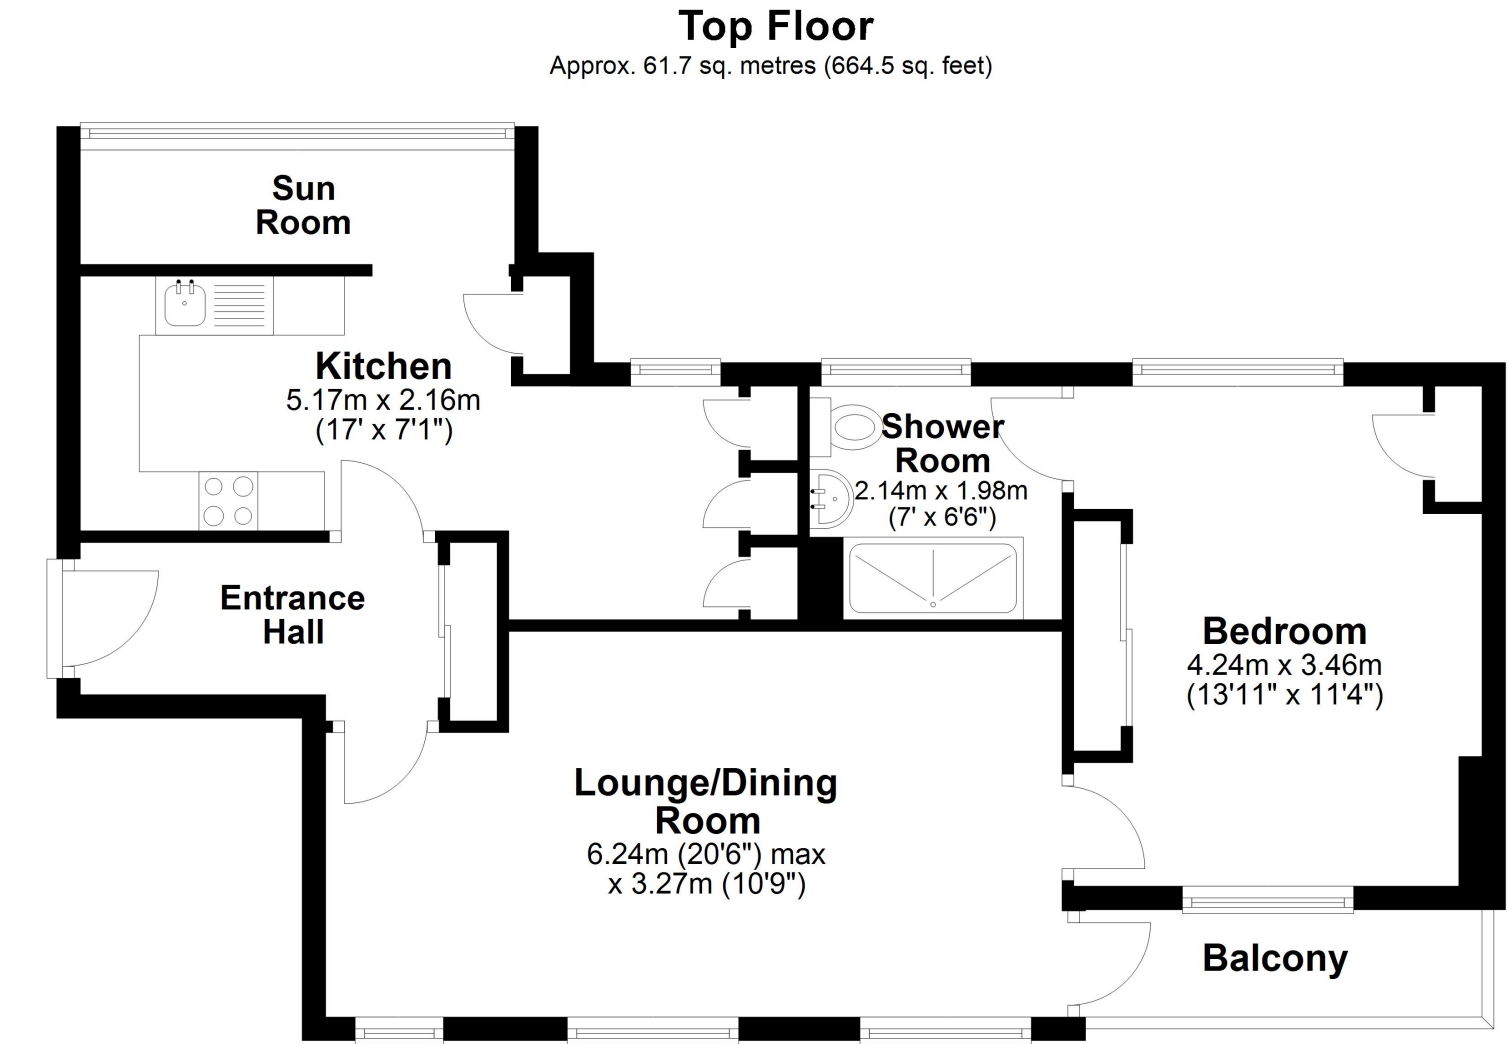 Top Floor
Approx. 61.7 sq. metres (664.5 sq. feet)
Sun
Room
Kitchen
5.17m x 2.16m
(17' x 7'1")
Shower
Room
2.14m x 1.98m
(7' x 6'6")
Entrance
Hall
Bedroom
4.24m x 3.46m
(13'11" x 11'4")
Lounge/Dining
Room
6.24m (20'6") max
x 3.27m (10'9")
Balcony